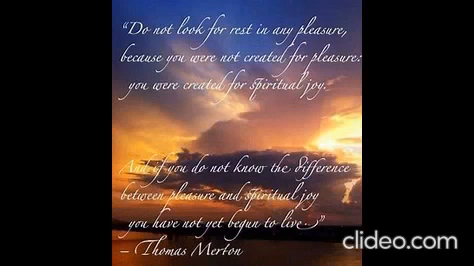 “Do not look for rest in any pleasure,
because you were not created for pleasure:
you were created for spiritual joy.
And if you do not know the difference
between pleasure and spiritual joy
you have not yet begun to live.”
– Thomas Merton
clideo.com